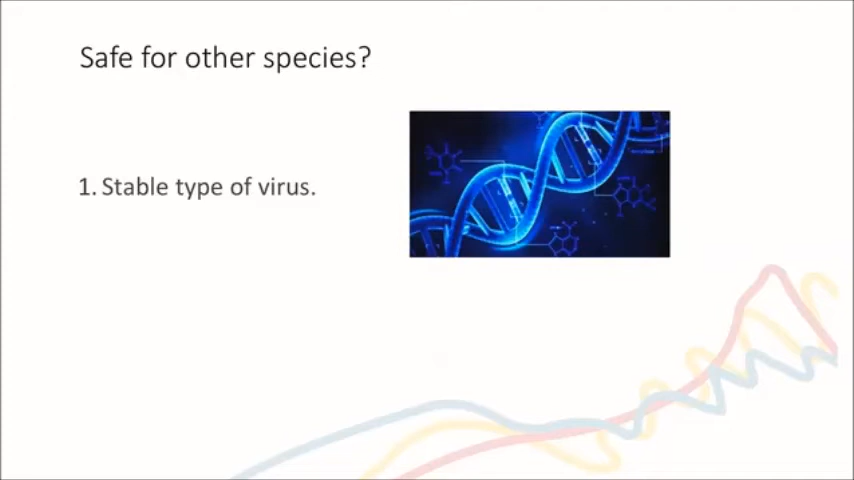 Safe for other species?
1. Stable type of virus.